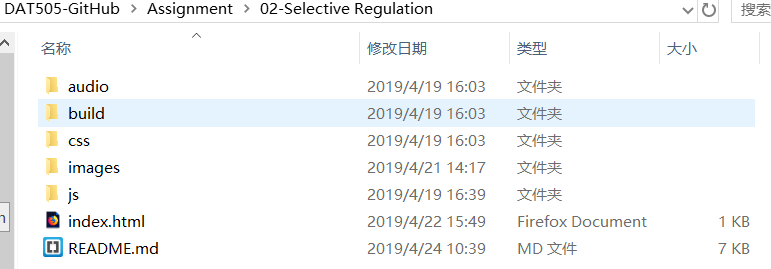 DAT505-GitHub > Assignment > 02-Selective Regulation 搜索
名称 修改日期 类型 大小
audio 2019/4/19 16:03 文件夹
build 2019/4/19 16:03 文件夹
css 2019/4/19 16:03 文件夹
images 2019/4/21 14:17 文件夹
js 2019/4/19 16:39 文件夹
index.html 2019/4/22 15:49 Firefox Document 1 KB
README.md 2019/4/24 10:39 MD 文件 7 KB